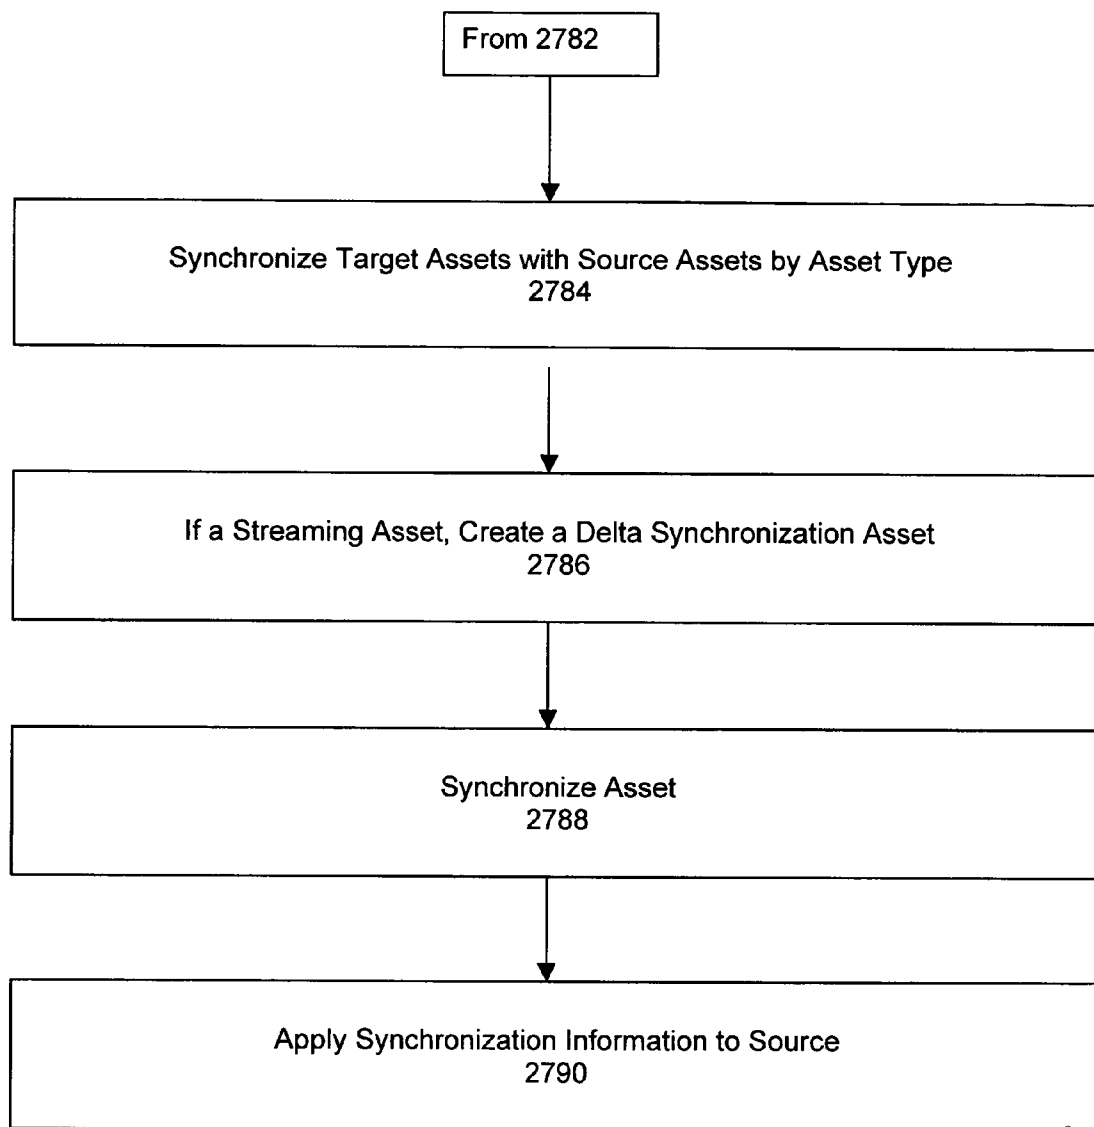 From 2782
Synchronize Target Assets with Source Assets by Asset Type
2784
If a Streaming Asset, Create a Delta Synchronization Asset
2786
Synchronize Asset
2788
Apply Synchronization Information to Source
2790